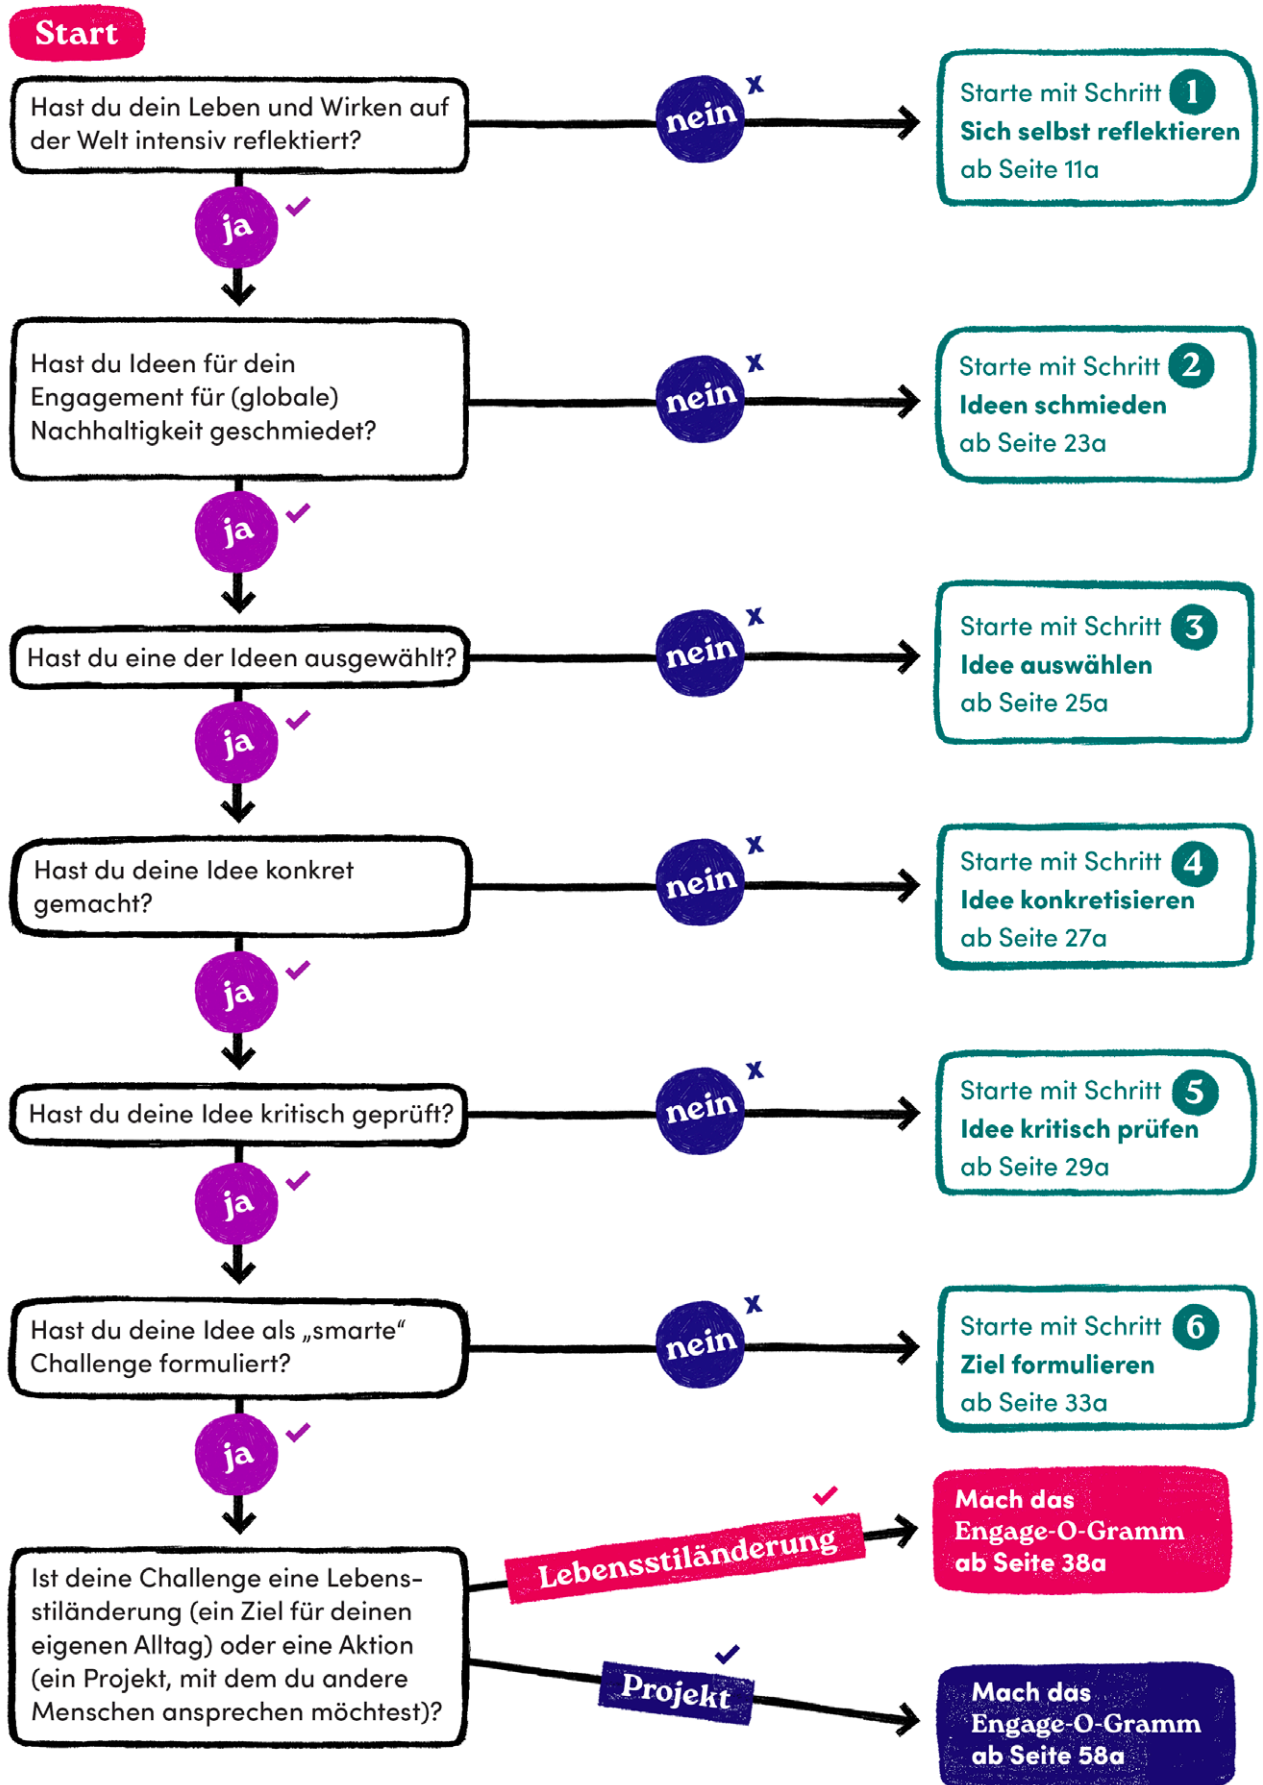 Start
Hast du dein Leben und Wirken auf
der Welt intensiv reflektiert?
nein
x
Starte mit Schritt 1
Sich selbst reflektieren
ab Seite 11a
ja
Hast du Ideen für dein
Engagement für (globale)
Nachhaltigkeit geschmiedet?
nein
x
Starte mit Schritt 2
Ideen schmieden
ab Seite 23a
ja
Hast du eine der Ideen ausgewählt?
nein
x
Starte mit Schritt 3
Idee auswählen
ab Seite 25a
ja
Hast du deine Idee konkret
gemacht?
nein
x
Starte mit Schritt 4
Idee konkretisieren
ab Seite 27a
ja
Hast du deine Idee kritisch geprüft?
nein
x
Starte mit Schritt 5
Idee kritisch prüfen
ab Seite 29a
ja
Hast du deine Idee als „smarte“
Challenge formuliert?
nein
x
Starte mit Schritt 6
Ziel formulieren
ab Seite 33a
ja
Ist deine Challenge eine Lebens-
stiländerung (ein Ziel für deinen
eigenen Alltag) oder eine Aktion
(ein Projekt, mit dem du andere
Menschen ansprechen möchtest)?
Lebensstiländerung
Mach das
Engage-O-Gramm
ab Seite 38a
Projekt
Mach das
Engage-O-Gramm
ab Seite 58a